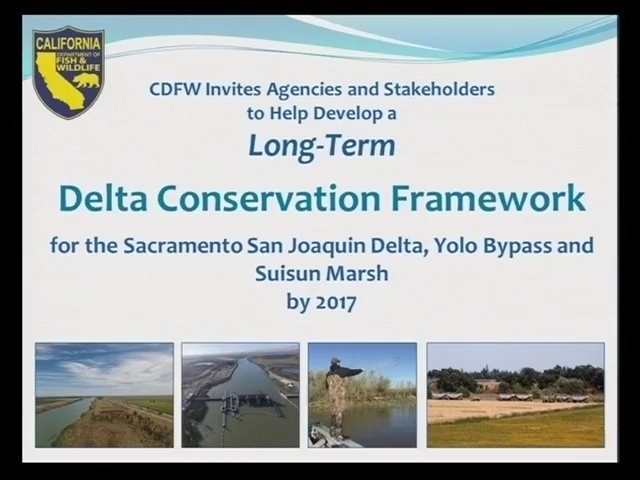 CALIFORNIA
DEPARTMENT OF
FISH &
WILDLIFE
CDFW Invites Agencies and Stakeholders
to Help Develop a
Long-Term
Delta Conservation Framework
for the Sacramento San Joaquin Delta, Yolo Bypass and
Suisun Marsh
by 2017